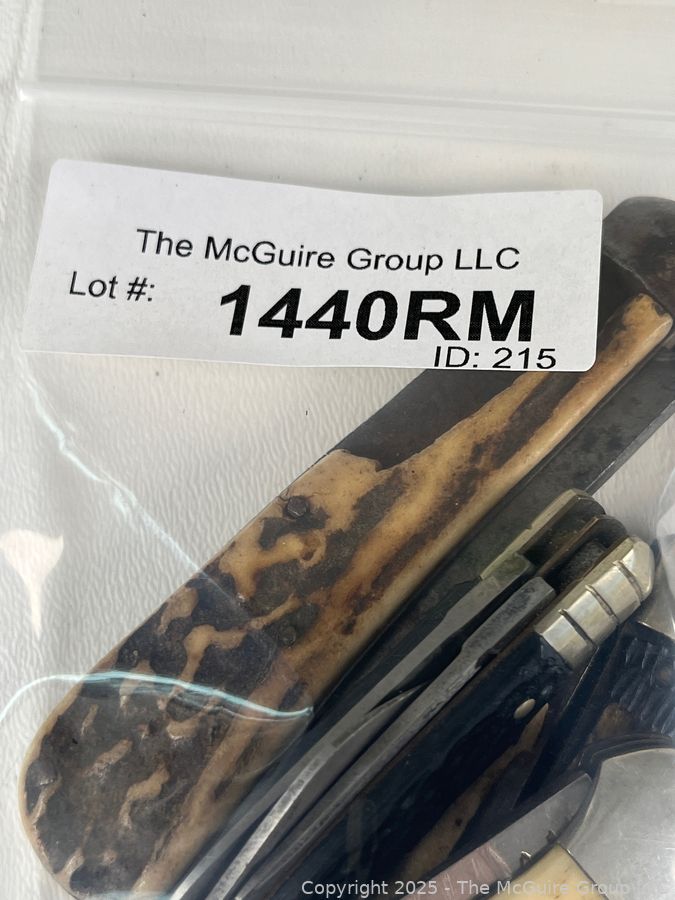 The McGuire Group LLC
Lot #: 1440RM
ID: 215
Copyright 2025 - The McGuire Group